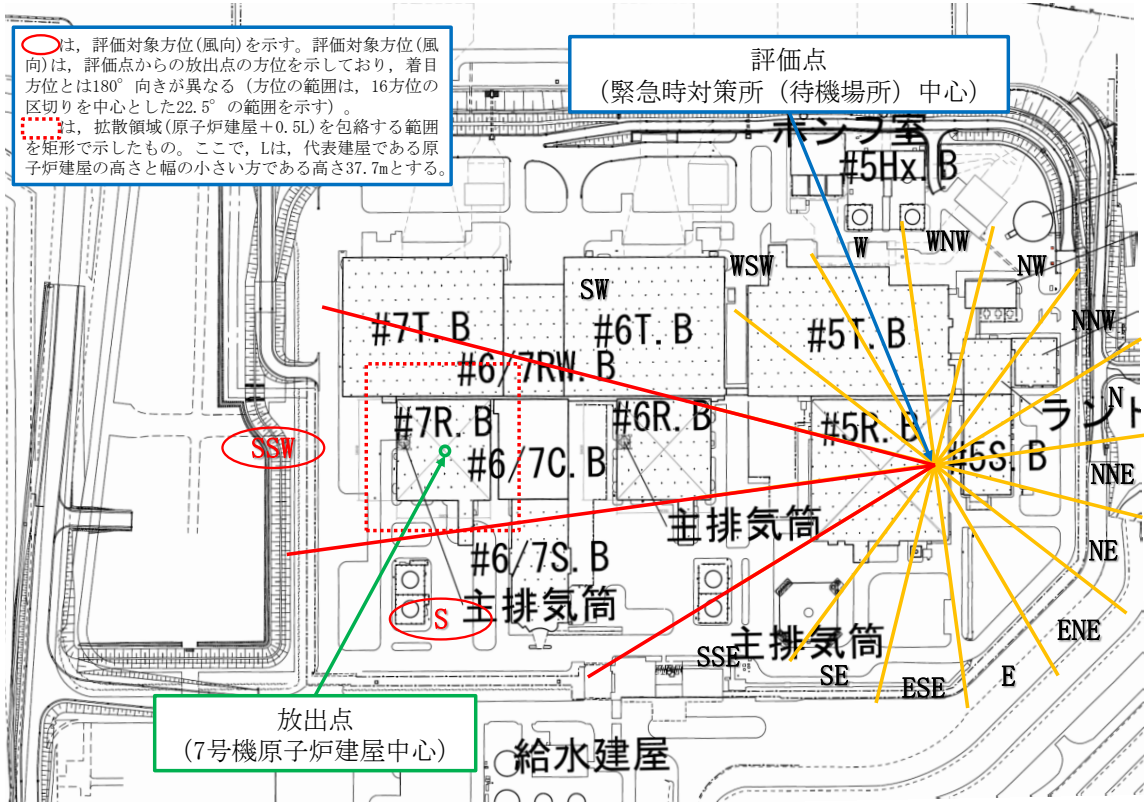 は，評価対象方位(風向)を示す。評価対象方位(風
向)は，評価点からの放出点の方位を示しており，着目
方位とは180°向きが異なる（方位の範囲は，16方位の
区切りを中心とした22.5°の範囲を示す）。
は，拡散領域(原子炉建屋＋0.5L)を包絡する範囲
を矩形で示したもの。ここで，Lは，代表建屋である原
子炉建屋の高さと幅の小さい方である高さ37.7mとする。
評価点
（緊急時対策所（待機場所）中心）
ポンプ室
#5Hx.B
W
WNW
WSW
NW
SW
NNW
#7T.B
#6T.B
#5T.B
#6/7RW.B
N
#7R.B
#6R.B
#5R.B
SSW
#6/7C.B
#5S.B
NNE
主排気筒
NE
#6/7S.B
主排気筒
S
ENE
主排気筒
SSE
SE
ESE
E
放出点
（7号機原子炉建屋中心）
給水建屋